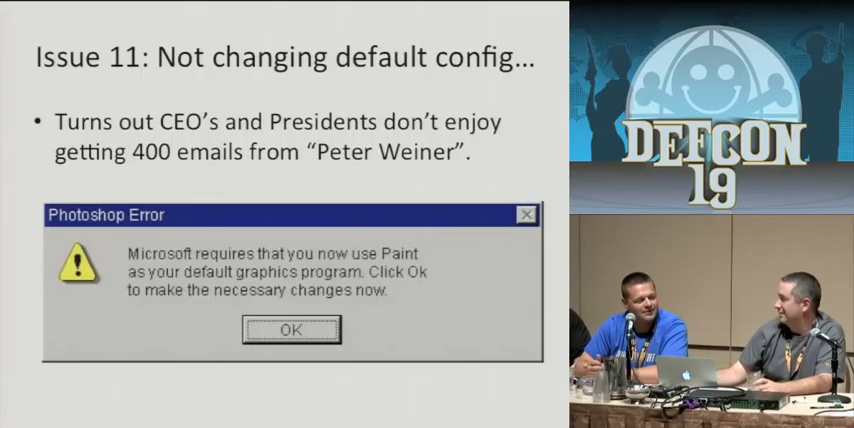 Issue 11: Not changing default config...
• Turns out CEO's and Presidents don't enjoy
getting 400 emails from "Peter Weiner".
Photoshop Error
Microsoft requires that you now use Paint
as your default graphics program. Click Ok
to make the necessary changes now.
OK
DEFCON
19